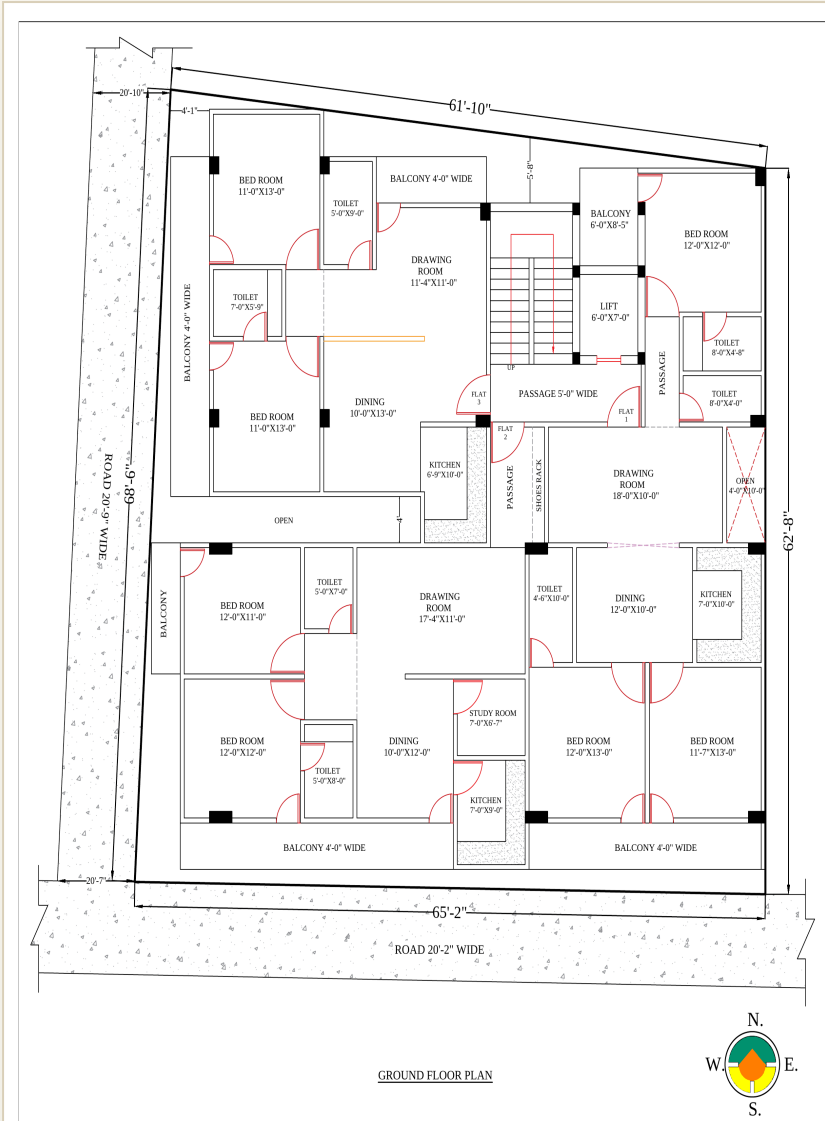 61'-10"
20'-10"
4'-1"
5'-8"
BED ROOM
11'-0"X13'-0"
TOILET
5'-0"X9'-0"
BALCONY 4'-0" WIDE
BALCONY
6'-0"X8'-5"
BED ROOM
12'-0"X12'-0"
DRAWING
ROOM
11'-4"X11'-0"
TOILET
7'-0"X5'-9"
BALCONY 4'-0" WIDE
LIFT
6'-0"X7'-0"
TOILET
8'-0"X4'-8"
PASSAGE
UP
PASSAGE 5'-0" WIDE
TOILET
8'-0"X4'-0"
FLAT
3
FLAT
1
BED ROOM
11'-0"X13'-0"
DINING
10'-0"X13'-0"
FLAT
2
KITCHEN
6'-9"X10'-0"
PASSAGE
SHOES RACK
DRAWING
ROOM
18'-0"X10'-0"
OPEN
4'-0"X10'-0"
ROAD 20'-9" WIDE
68'-9"
62'-8"
OPEN
4'
BALCONY
BED ROOM
12'-0"X11'-0"
TOILET
5'-0"X7'-0"
DRAWING
ROOM
17'-4"X11'-0"
TOILET
4'-6"X10'-0"
DINING
12'-0"X10'-0"
KITCHEN
7'-0"X10'-0"
BED ROOM
12'-0"X12'-0"
TOILET
5'-0"X8'-0"
DINING
10'-0"X12'-0"
STUDY ROOM
7'-0"X6'-7"
KITCHEN
7'-0"X9'-0"
BED ROOM
12'-0"X13'-0"
BED ROOM
11'-7"X13'-0"
BALCONY 4'-0" WIDE
BALCONY 4'-0" WIDE
20'-7"
65'-2"
ROAD 20'-2" WIDE
N.
W.
E.
S.
GROUND FLOOR PLAN